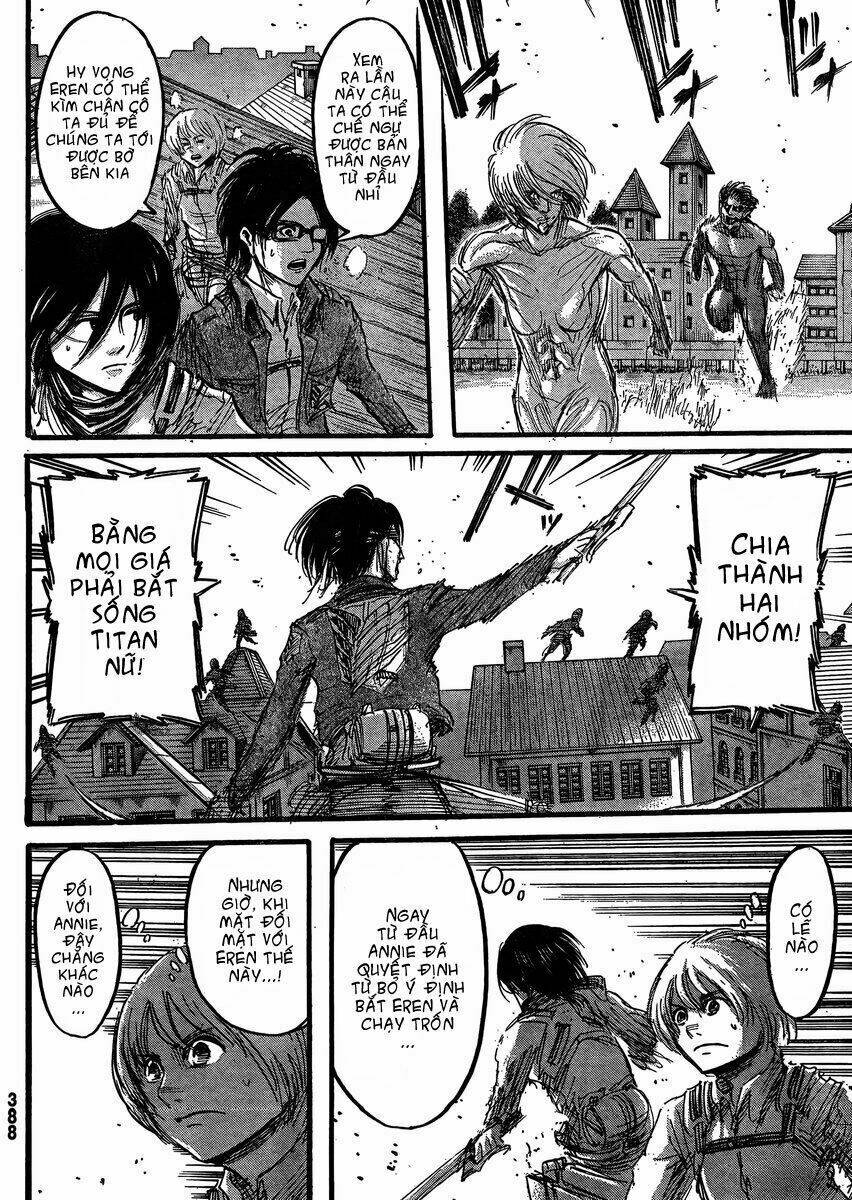 XEM
RA LẦN
NÀY CẬU
TA CÓ THỂ
CHẾ NGỰ
ĐƯỢC BẢN
THÂN NGAY
TỪ ĐẦU
NHỈ
HY VỌNG
EREN CÓ THỂ
KÌM CHÂN CÔ
TA ĐỦ ĐỂ
CHÚNG TA TỚI
ĐƯỢC BỜ
BÊN KIA
CHIA
THÀNH
HAI
NHÓM!
BẰNG
MỌI GIÁ
PHẢI BẮT
SỐNG
TITAN
NỮ!
CÓ
LẼ
NÀO
...
NGAY
TỪ ĐẦU
ANNIE ĐÃ
QUYẾT ĐỊNH
TỪ BỎ Ý ĐỊNH
BẮT EREN VÀ
CHẠY TRỐN
...
NHƯNG
GIỜ, KHI
MẶT ĐỐI
MẶT VỚI
EREN THẾ
NÀY...!
ĐỐI
VỚI
ANNIE,
ĐÂY
CHẲNG
KHÁC
NÀO
...
388